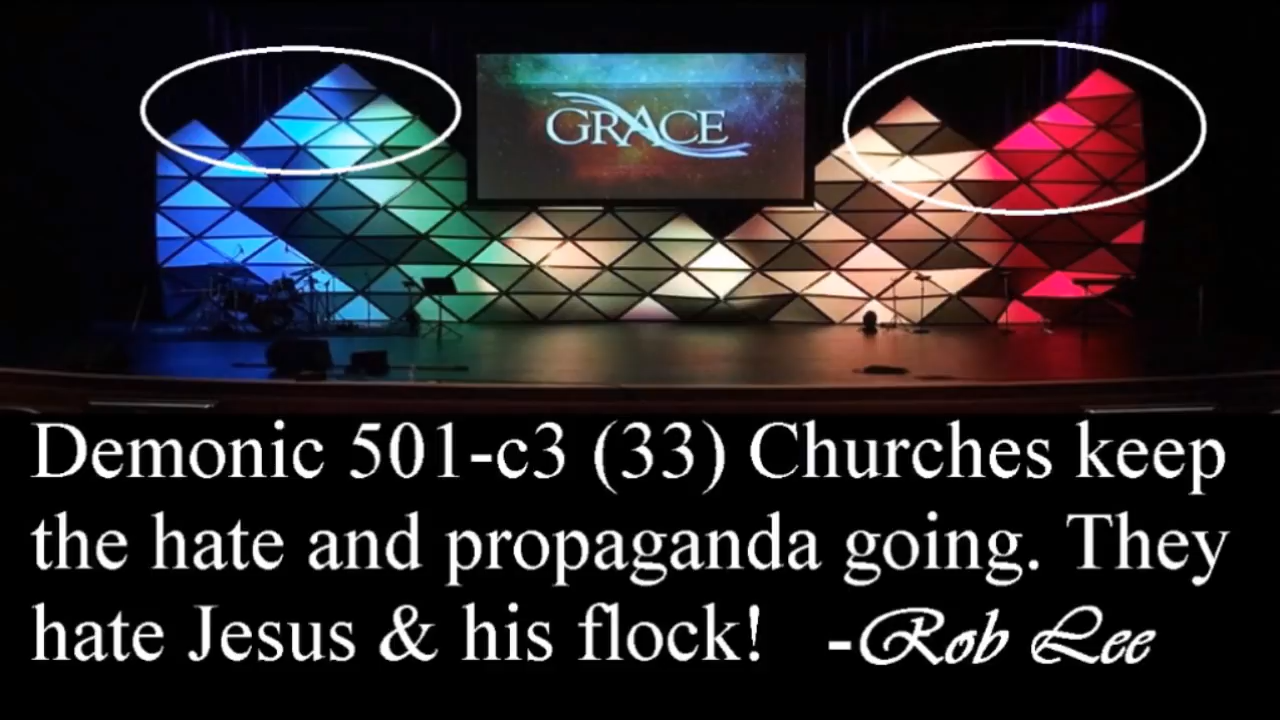 GRACE
Demonic 501-c3 (33) Churches keep
the hate and propaganda going. They
hate Jesus & his flock! -Rob Lee